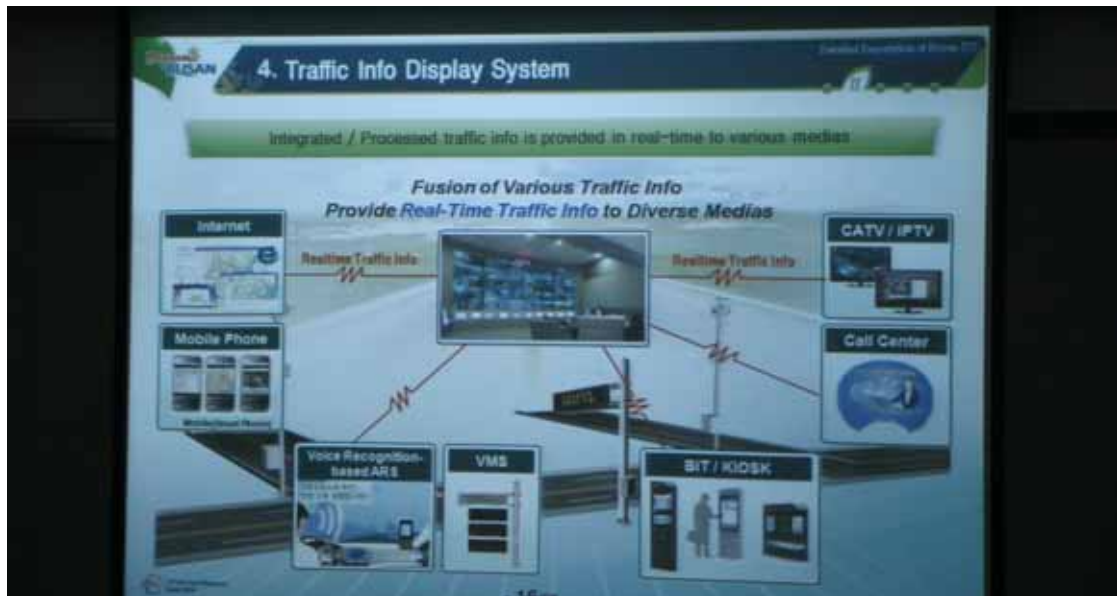 BUSAN
4. Traffic Info Display System
Integrated / Processed traffic info is provided in real-time to various medias
Fusion of Various Traffic Info
Provide Real-Time Traffic Info to Diverse Medias
Internet
Realtime Traffic Info
Realtime Traffic Info
CATV / IPTV
Mobile Phone
Call Center
Voice Recognition-
based ARS
VMS
BIT / KIOSK